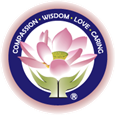 COMPASSION · WISDOM · LOVE · CARING
®